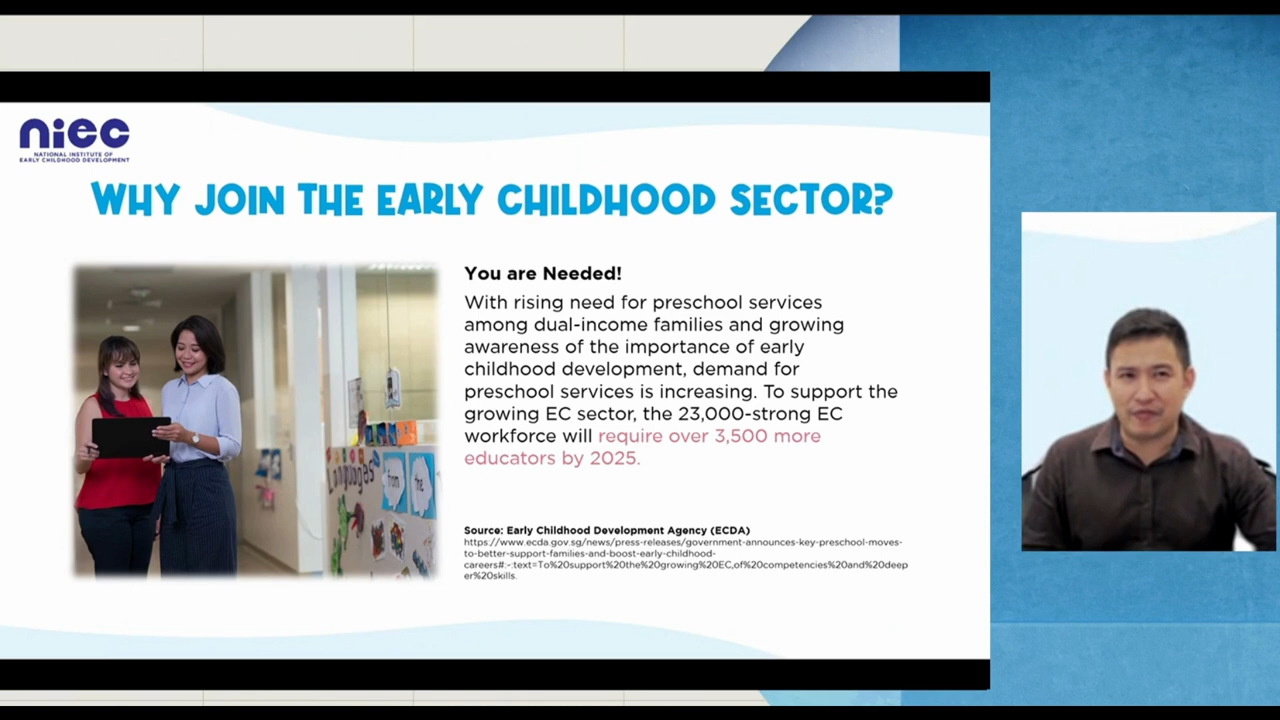 niec
NATIONAL INSTITUTE OF
EARLY CHILDHOOD DEVELOPMENT
WHY JOIN THE EARLY CHILDHOOD SECTOR?
You are Needed!
With rising need for preschool services
among dual-income families and growing
awareness of the importance of early
childhood development, demand for
preschool services is increasing. To support the
growing EC sector, the 23,000-strong EC
workforce will require over 3,500 more
educators by 2025.
Languages
from
the
Source: Early Childhood Development Agency (ECDA)
https://www.ecda.gov.sg/news/press-releases/government-announces-key-preschool-moves-
to-better-support-families-and-boost-early-childhood-
careers#:~:text=To%20support%20the%20growing%20EC,of%20competencies%20and%20deep
er%20skills.